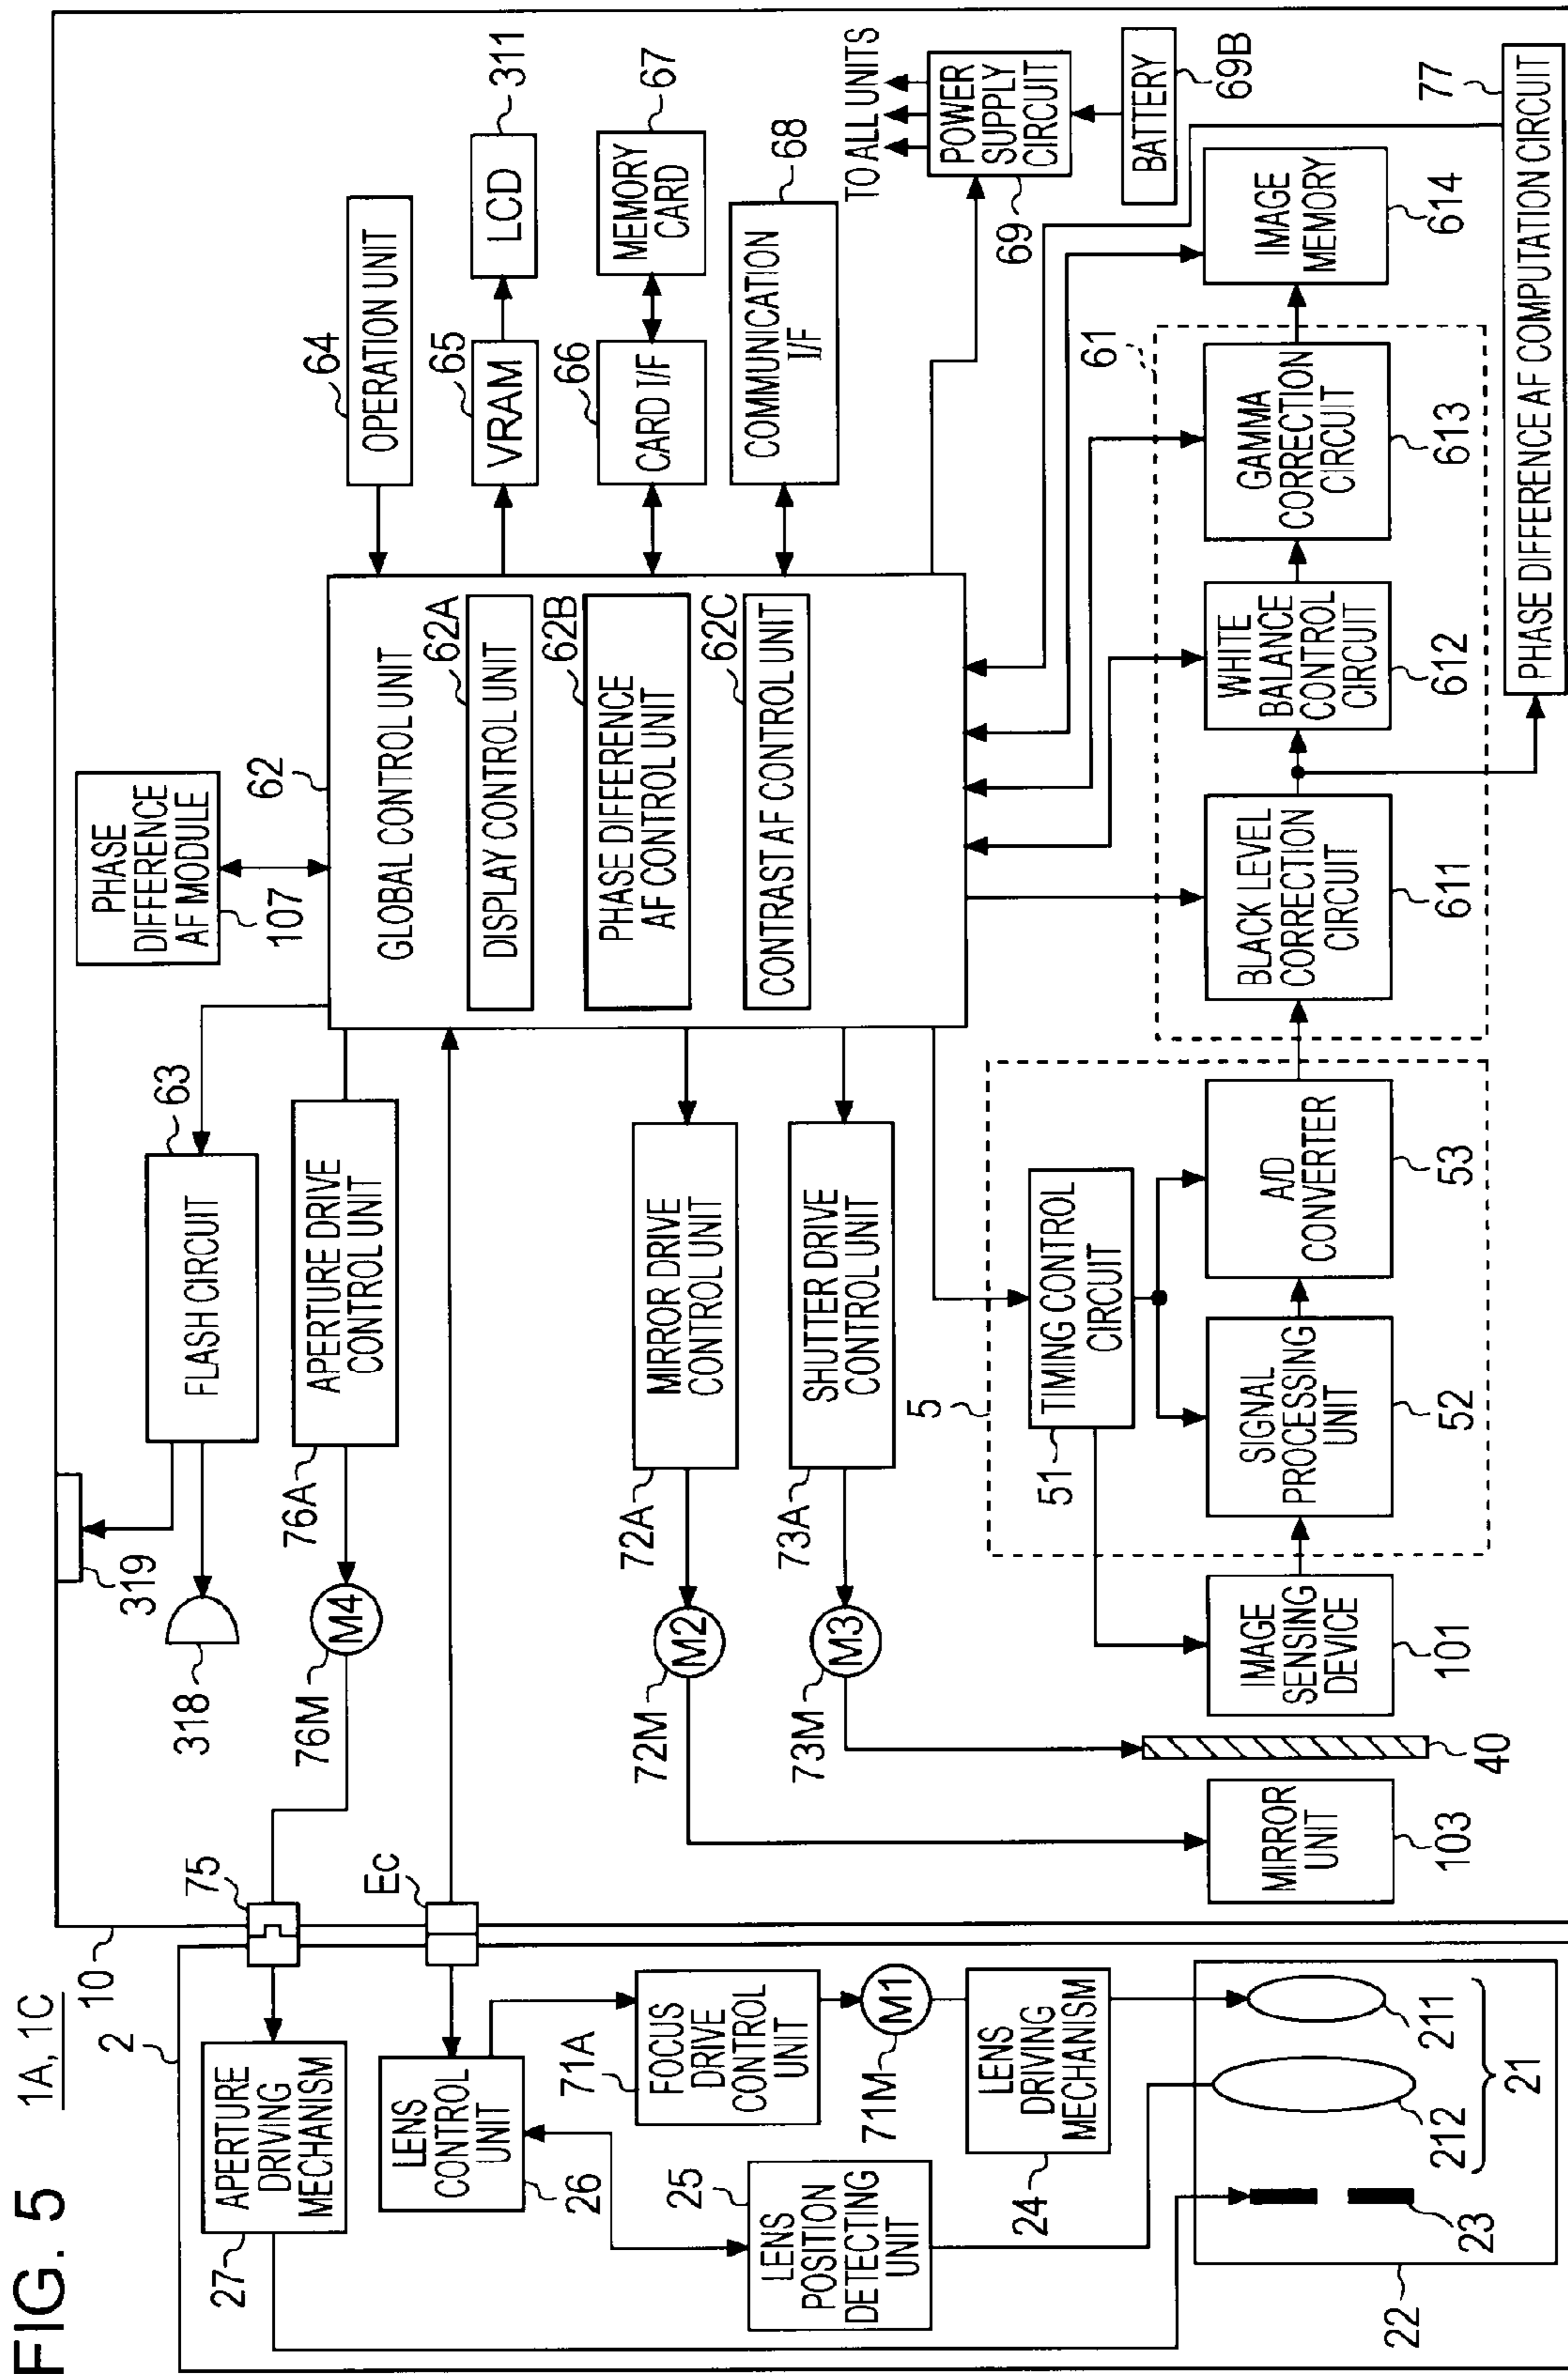 FIG. 5
1A, 1C
2
10
APERTURE
DRIVING
MECHANISM
27
75
76M
M4
76A
APERTURE DRIVE
CONTROL UNIT
318
319
FLASH CIRCUIT
63
PHASE
DIFFERENCE
AF MODULE
107
62
LENS
CONTROL
UNIT
26
Ec
GLOBAL CONTROL UNIT
62A
DISPLAY CONTROL UNIT
62B
PHASE DIFFERENCE
AF CONTROL UNIT
62C
CONTRAST AF CONTROL UNIT
64
OPERATION UNIT
65
VRAM
LCD
311
66
CARD I/F
MEMORY
CARD
67
COMMUNICATION
I/F
68
TO ALL UNITS
POWER
SUPPLY
CIRCUIT
69
BATTERY
69B
71A
FOCUS
DRIVE
CONTROL
UNIT
71M
M1
25
LENS
POSITION
DETECTING
UNIT
24
LENS
DRIVING
MECHANISM
72M
M2
72A
MIRROR DRIVE
CONTROL UNIT
73M
M3
73A
SHUTTER DRIVE
CONTROL UNIT
5
51
TIMING CONTROL
CIRCUIT
61
22
23
212
211
21
MIRROR
UNIT
103
40
IMAGE
SENSING
DEVICE
101
SIGNAL
PROCESSING
UNIT
52
A/D
CONVERTER
53
BLACK LEVEL
CORRECTION
CIRCUIT
611
WHITE
BALANCE
CONTROL
CIRCUIT
612
GAMMA
CORRECTION
CIRCUIT
613
IMAGE
MEMORY
614
77
PHASE DIFFERENCE AF COMPUTATION CIRCUIT